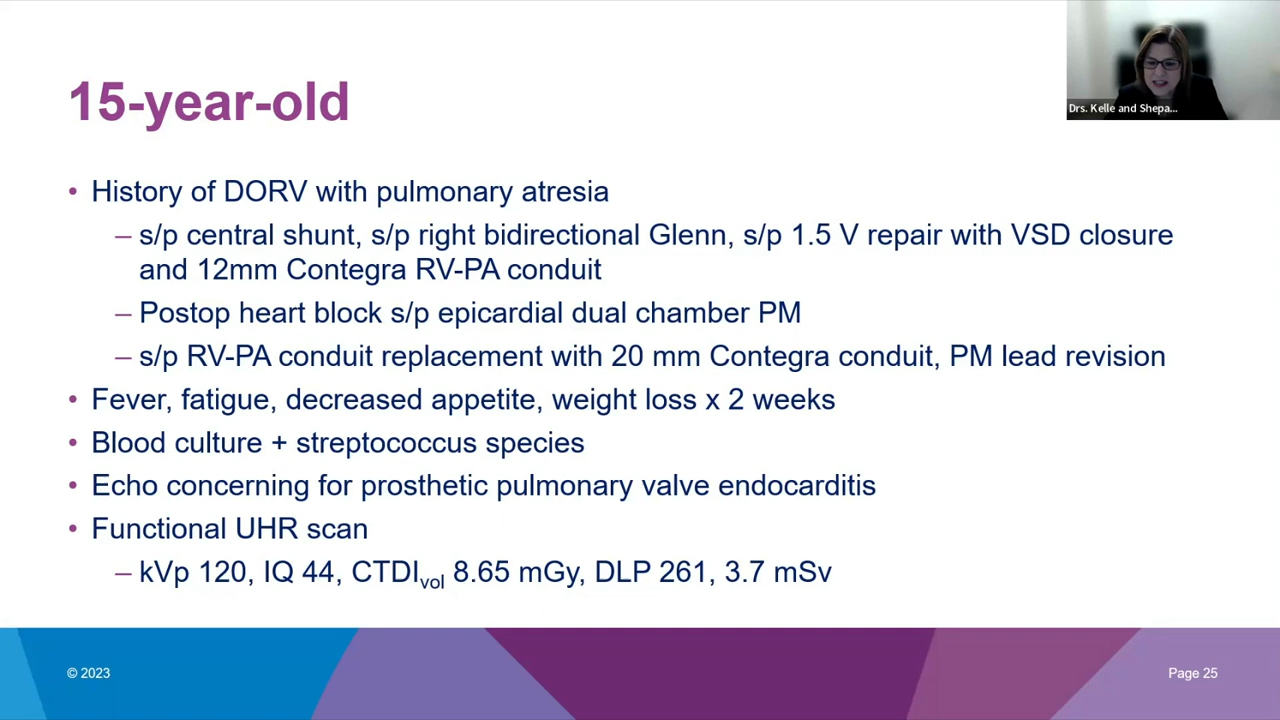 15-year-old
Drs. Kelle and Shepa...
• History of DORV with pulmonary atresia
– s/p central shunt, s/p right bidirectional Glenn, s/p 1.5 V repair with VSD closure
and 12mm Contegra RV-PA conduit
– Postop heart block s/p epicardial dual chamber PM
– s/p RV-PA conduit replacement with 20 mm Contegra conduit, PM lead revision
• Fever, fatigue, decreased appetite, weight loss x 2 weeks
• Blood culture + streptococcus species
• Echo concerning for prosthetic pulmonary valve endocarditis
• Functional UHR scan
– kVp 120, IQ 44, CTDIvol 8.65 mGy, DLP 261, 3.7 mSv
© 2023
Page 25